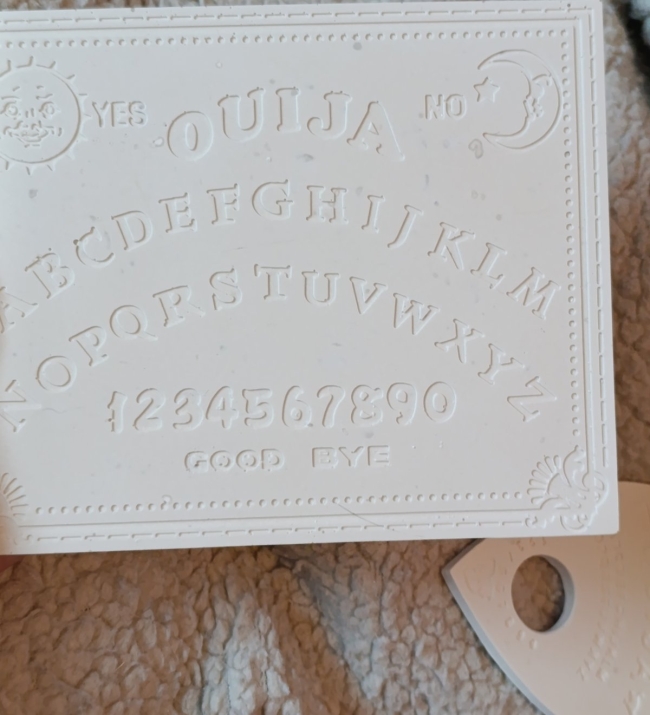 YES OUIJA NO
ABCDEFGHIJKLM
NOPQRSTUVWXYZ
1234567890
GOOD BYE